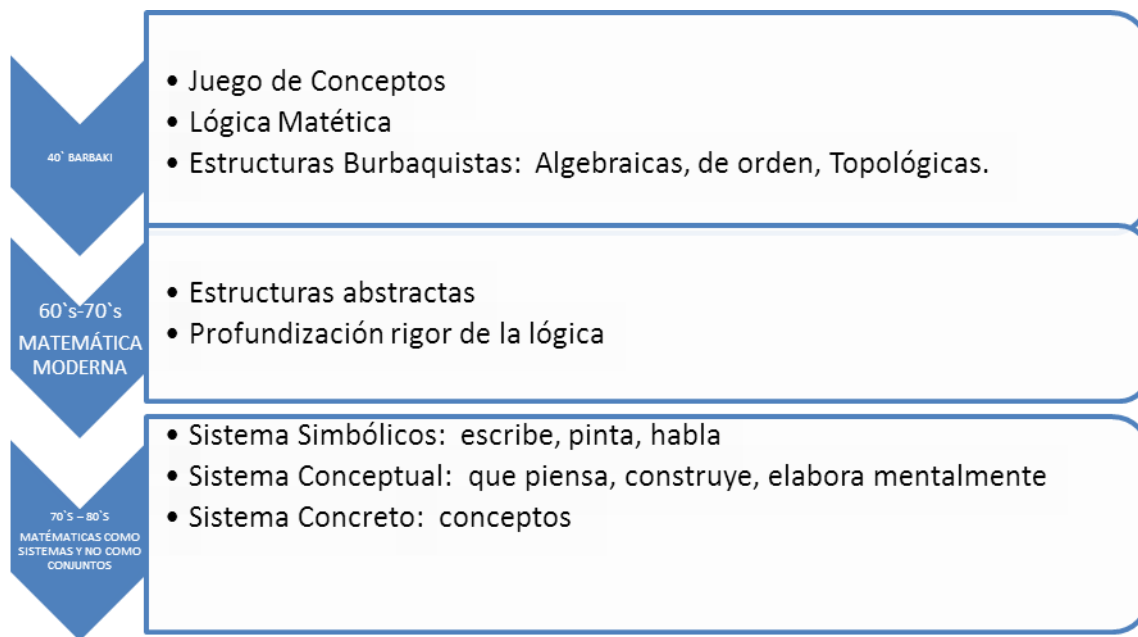 40` BARBAKI
• Juego de Conceptos
• Lógica Matética
• Estructuras Burbaquistas: Algebraicas, de orden, Topológicas.
60`s-70`s
MATEMÁTICA
MODERNA
• Estructuras abstractas
• Profundización rigor de la lógica
70`S – 80`S
MATÉMATICAS COMO
SISTEMAS Y NO COMO
CONJUNTOS
• Sistema Simbólicos: escribe, pinta, habla
• Sistema Conceptual: que piensa, construye, elabora mentalmente
• Sistema Concreto: conceptos